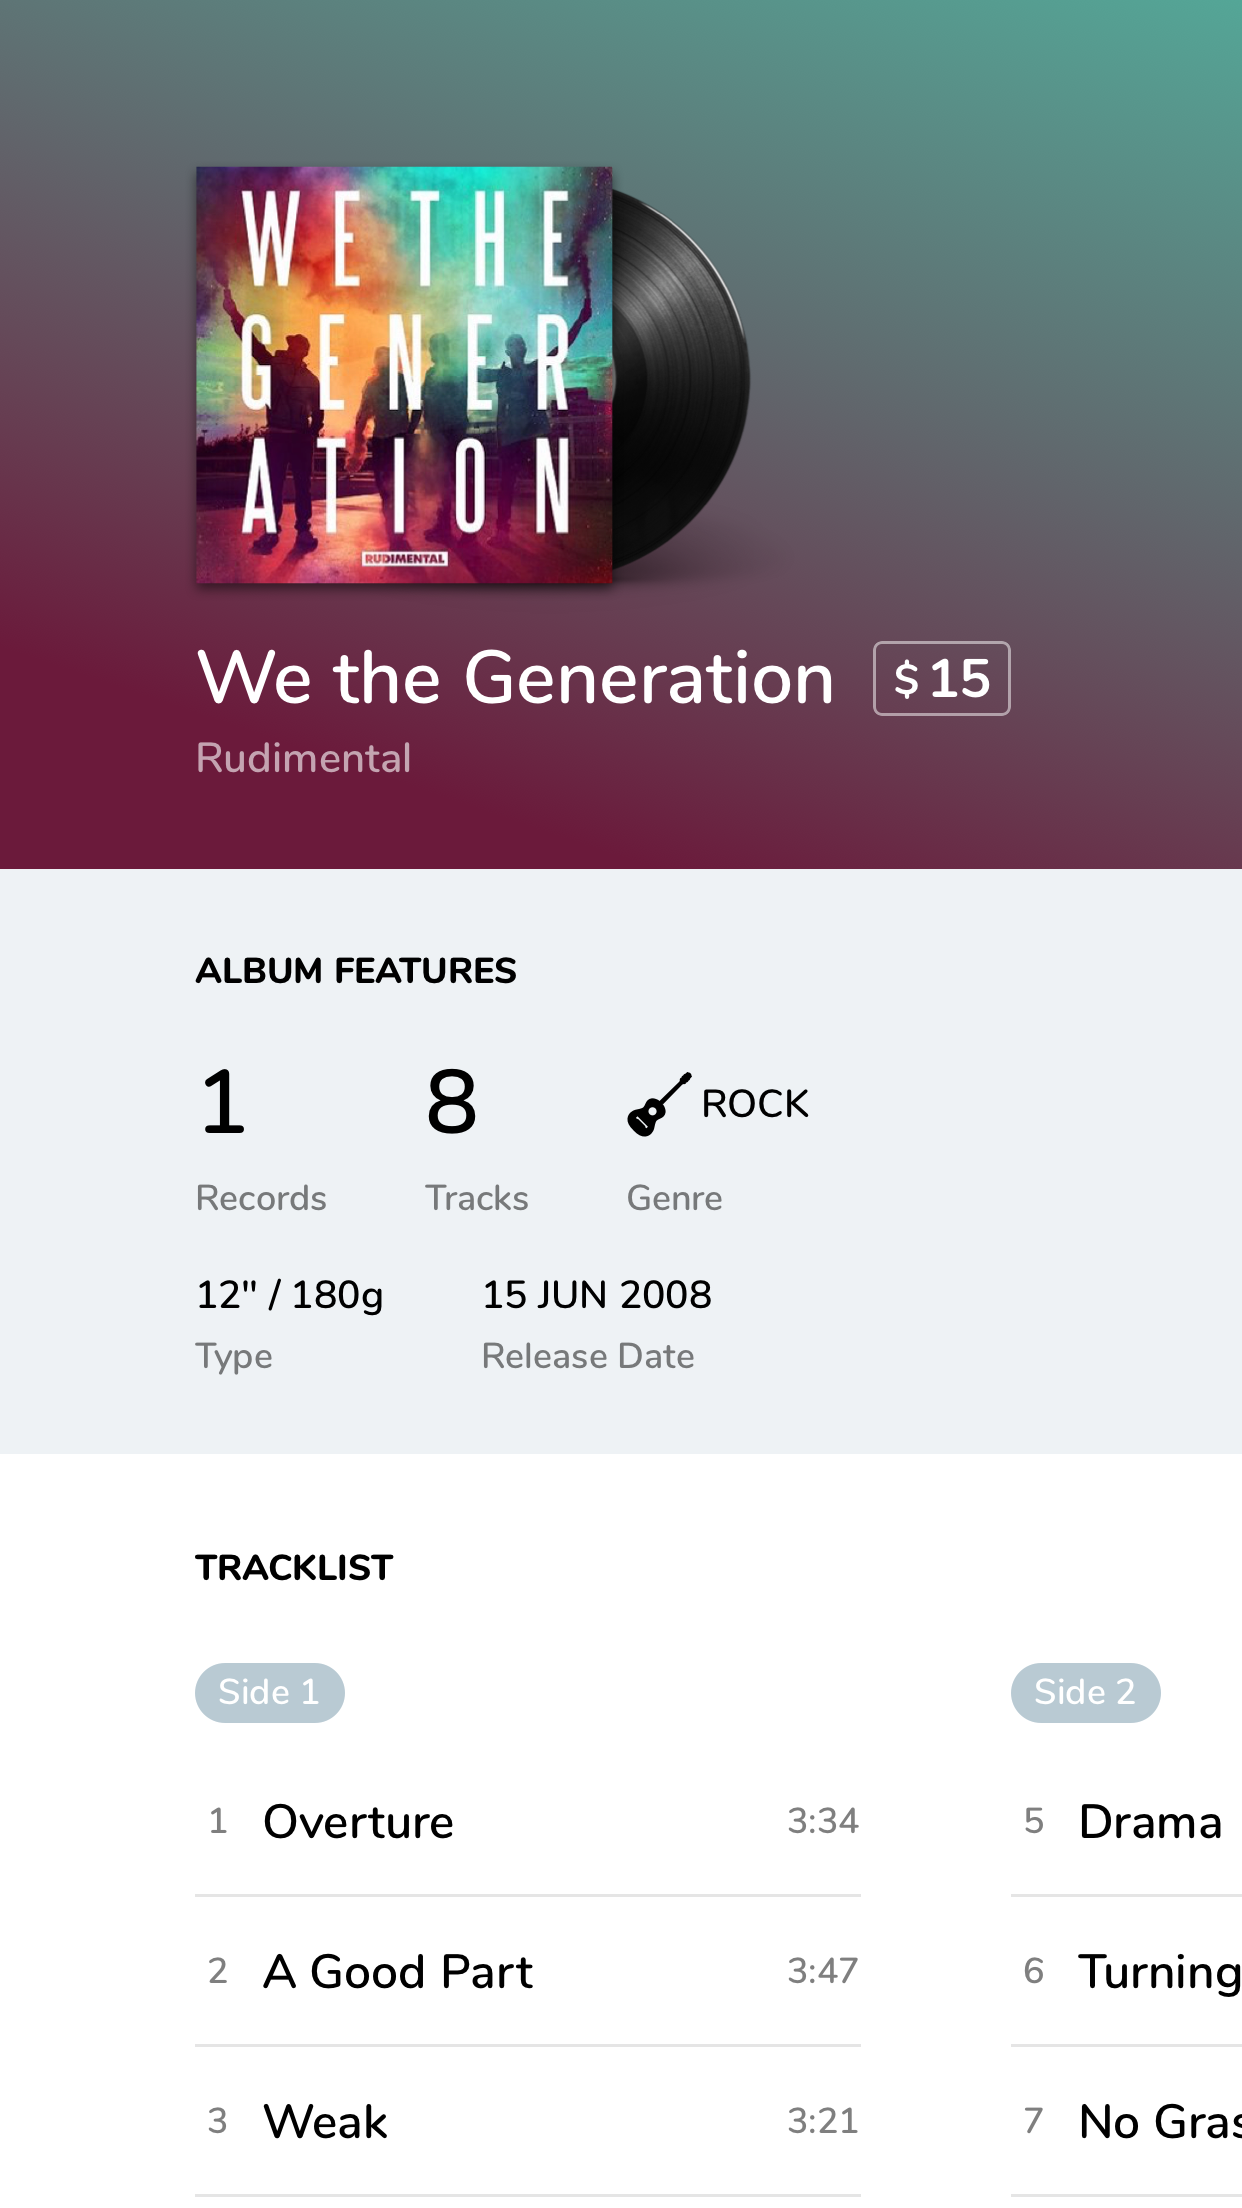 WE THE
GENER
ATION
RUDIMENTAL
We the Generation
$ 15
Rudimental
ALBUM FEATURES
1 8 ROCK
Records Tracks Genre
12" / 180g 15 JUN 2008
Type Release Date
TRACKLIST
Side 1
1 Overture 3:34
2 A Good Part 3:47
3 Weak 3:21
Side 2
5 Drama
6 Turning
7 No Gras